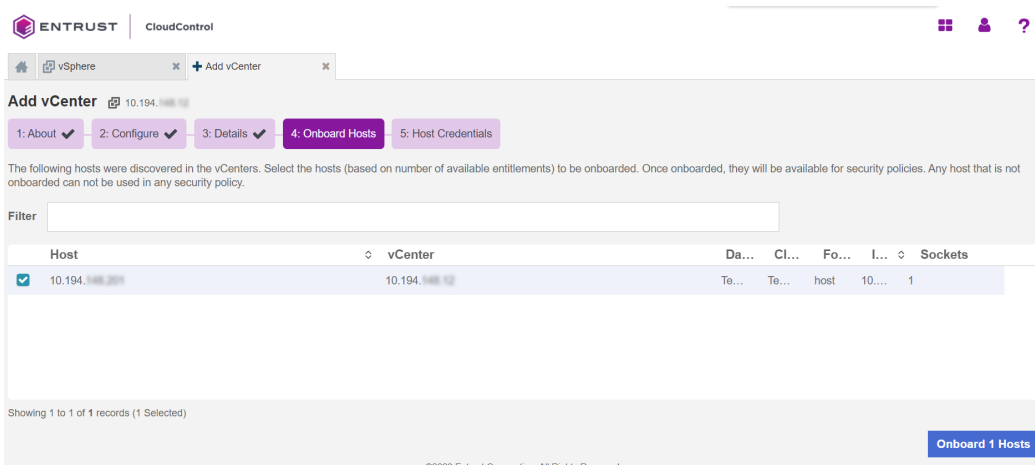 ENTRUST CloudControl
?
vSphere Add vCenter
Add vCenter 10.194.
1: About 2: Configure 3: Details 4: Onboard Hosts 5: Host Credentials
The following hosts were discovered in the vCenters. Select the hosts (based on number of available entitlements) to be onboarded. Once onboarded, they will be available for security policies. Any host that is not
onboarded can not be used in any security policy.
Filter
Host vCenter Da... Cl... Fo... I... Sockets
10.194. 10.194. Te... Te... host 10.... 1
Showing 1 to 1 of 1 records (1 Selected)
Onboard 1 Hosts